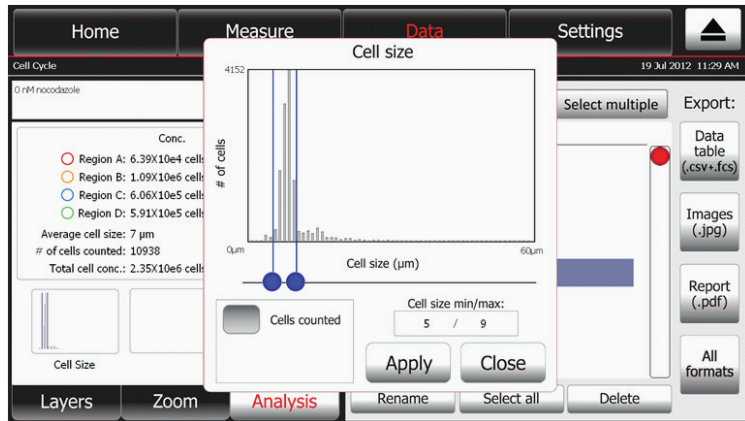 Home
Measure
Data
Settings
Cell Cycle
19 Jul 2012 11:29 AM
0 nM nocodazole
Conc.
Region A: 6.39X10e4 cells
Region B: 1.09X10e6 cells
Region C: 6.06X10e5 cells
Region D: 5.91X10e5 cells
Average cell size: 7 µm
# of cells counted: 10938
Total cell conc.: 2.35X10e6 cells
Cell Size
Cell size
4152
# of cells
0µm
60µm
Cell size (µm)
Cells counted
Cell size min/max:
5 / 9
Apply
Close
Select multiple
Export:
Data
table
(.csv+.fcs)
Images
(.jpg)
Report
(.pdf)
All
formats
Layers
Zoom
Analysis
Rename
Select all
Delete